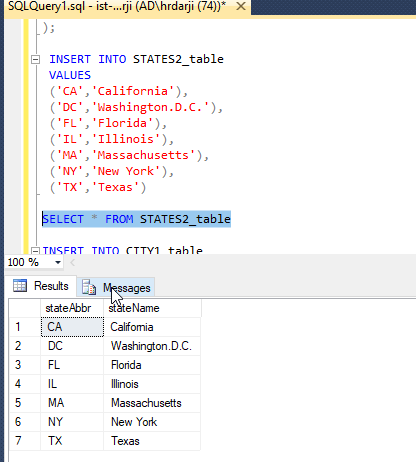 SQLQuery1.sql - ist-...rji (AD\hrdarji (74))*
);
INSERT INTO STATES2_table
VALUES
('CA','California'),
('DC','Washington.D.C.'),
('FL','Florida'),
('IL','Illinois'),
('MA','Massachusetts'),
('NY','New York'),
('TX','Texas')
SELECT * FROM STATES2_table
INSERT INTO CITY1_table
100 %
Results Messages
stateAbbr stateName
1 CA California
2 DC Washington.D.C.
3 FL Florida
4 IL Illinois
5 MA Massachusetts
6 NY New York
7 TX Texas